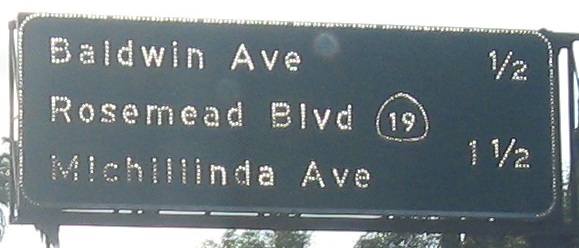 Baldwin Ave 1/2
Rosemead Blvd 19
Michillinda Ave 1 1/2